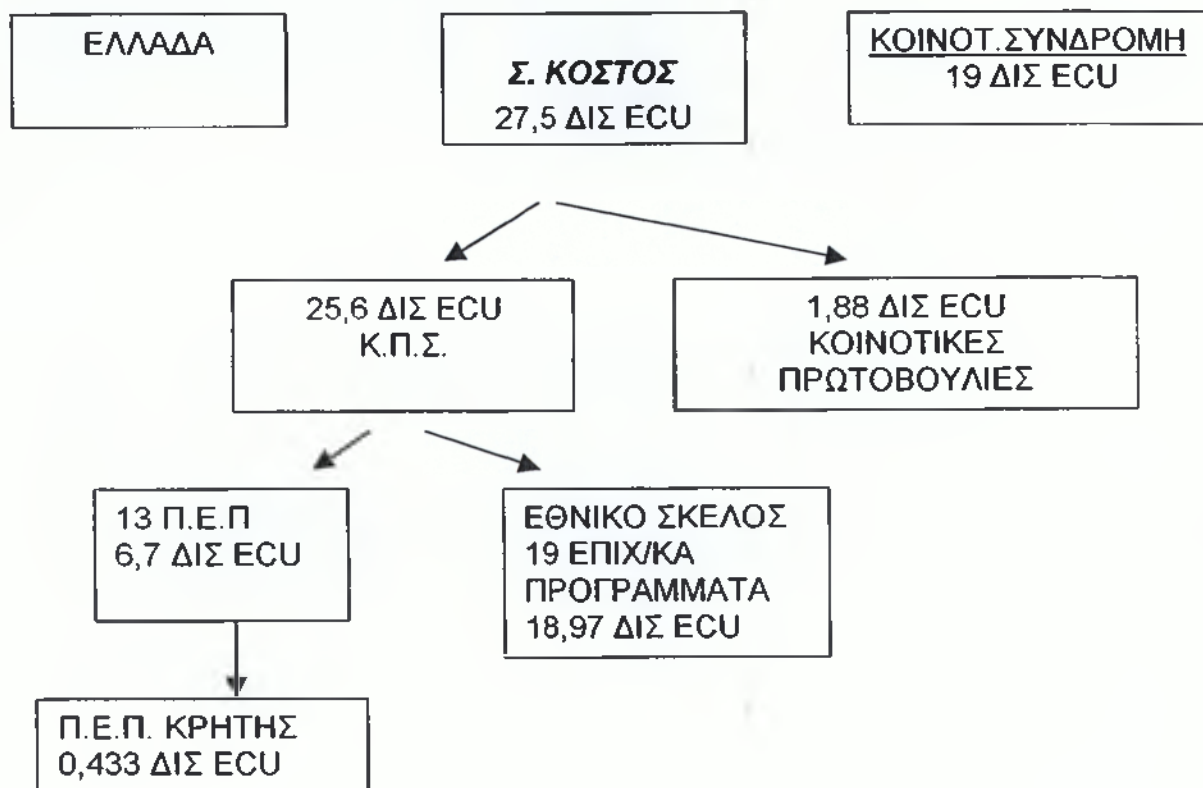 ΕΛΛΑΔΑ
Σ. ΚΟΣΤΟΣ
27,5 ΔΙΣ ECU
ΚΟΙΝΟΤ.ΣΥΝΔΡΟΜΗ
19 ΔΙΣ ECU
25,6 ΔΙΣ ECU
Κ.Π.Σ.
1,88 ΔΙΣ ECU
ΚΟΙΝΟΤΙΚΕΣ
ΠΡΩΤΟΒΟΥΛΙΕΣ
13 Π.Ε.Π
6,7 ΔΙΣ ECU
ΕΘΝΙΚΟ ΣΚΕΛΟΣ
19 ΕΠΙΧ/ΚΑ
ΠΡΟΓΡΑΜΜΑΤΑ
18,97 ΔΙΣ ECU
Π.Ε.Π. ΚΡΗΤΗΣ
0,433 ΔΙΣ ECU